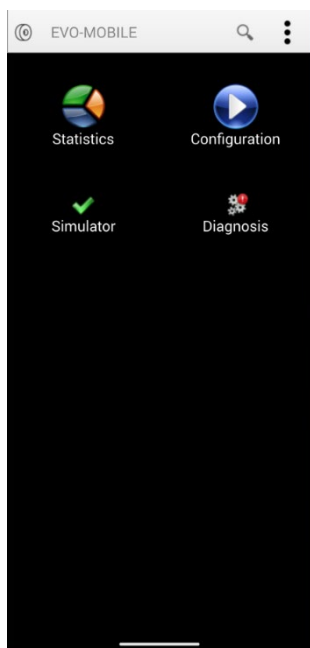 EVO-MOBILE
Statistics
Configuration
Simulator
Diagnosis